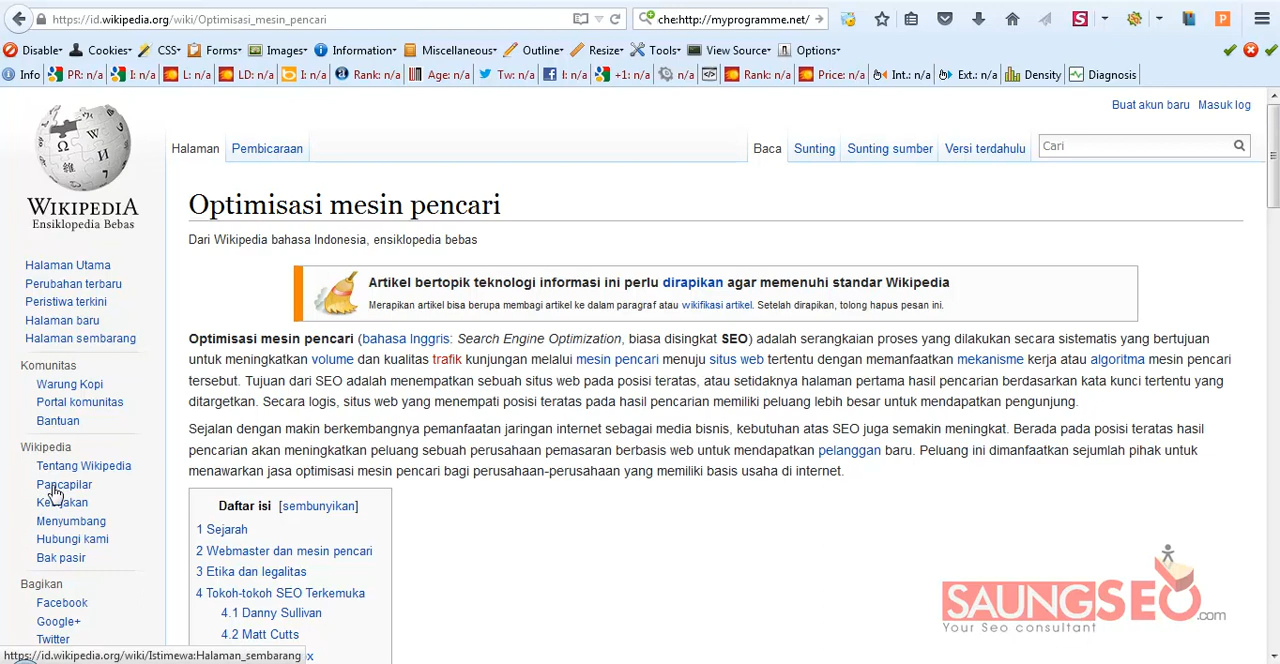 https://id.wikipedia.org/wiki/Optimisasi_mesin_pencari
che:http://myprogramme.net/
Disable Cookies CSS Forms Images Information Miscellaneous Outline Resize Tools View Source Options
Info PR: n/a I: n/a L: n/a LD: n/a I: n/a Rank: n/a Age: n/a Tw: n/a l: n/a +1: n/a n/a Rank: n/a Price: n/a Int.: n/a Ext.: n/a Density Diagnosis
Buat akun baru Masuk log
Halaman Pembicaraan Baca Sunting Sunting sumber Versi terdahulu Cari
WIKIPEDIA
Ensiklopedia Bebas
Halaman Utama
Perubahan terbaru
Peristiwa terkini
Halaman baru
Halaman sembarang
Komunitas
Warung Kopi
Portal komunitas
Bantuan
Wikipedia
Tentang Wikipedia
Pancapilar
Kebijakan
Menyumbang
Hubungi kami
Bak pasir
Bagikan
Facebook
Google+
Twitter
Optimisasi mesin pencari
Dari Wikipedia bahasa Indonesia, ensiklopedia bebas
Artikel bertopik teknologi informasi ini perlu dirapikan agar memenuhi standar Wikipedia
Merapikan artikel bisa berupa membagi artikel ke dalam paragraf atau wikifikasi artikel. Setelah dirapikan, tolong hapus pesan ini.
Optimisasi mesin pencari (bahasa Inggris: Search Engine Optimization, biasa disingkat SEO) adalah serangkaian proses yang dilakukan secara sistematis yang bertujuan
untuk meningkatkan volume dan kualitas trafik kunjungan melalui mesin pencari menuju situs web tertentu dengan memanfaatkan mekanisme kerja atau algoritma mesin pencari
tersebut. Tujuan dari SEO adalah menempatkan sebuah situs web pada posisi teratas, atau setidaknya halaman pertama hasil pencarian berdasarkan kata kunci tertentu yang
ditargetkan. Secara logis, situs web yang menempati posisi teratas pada hasil pencarian memiliki peluang lebih besar untuk mendapatkan pengunjung.
Sejalan dengan makin berkembangnya pemanfaatan jaringan internet sebagai media bisnis, kebutuhan atas SEO juga semakin meningkat. Berada pada posisi teratas hasil
pencarian akan meningkatkan peluang sebuah perusahaan pemasaran berbasis web untuk mendapatkan pelanggan baru. Peluang ini dimanfaatkan sejumlah pihak untuk
menawarkan jasa optimisasi mesin pencari bagi perusahaan-perusahaan yang memiliki basis usaha di internet.
Daftar isi [sembunyikan]
1 Sejarah
2 Webmaster dan mesin pencari
3 Etika dan legalitas
4 Tokoh-tokoh SEO Terkemuka
4.1 Danny Sullivan
4.2 Matt Cutts
SAUNGSEO.com
Your Seo consultant
https://id.wikipedia.org/wiki/Istimewa:Halaman_sembarang